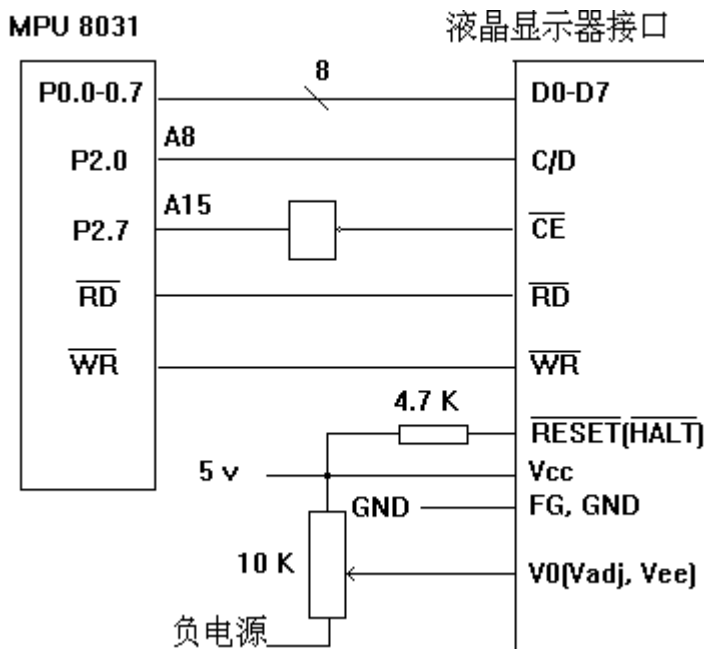 MPU 8031
液晶显示器接口
P0.0-0.7
8
D0-D7
P2.0
A8
C/D
P2.7
A15
CE
RD
RD
WR
WR
4.7 K
RESET(HALT)
5 v
Vcc
GND
FG, GND
10 K
V0(Vadj, Vee)
负电源